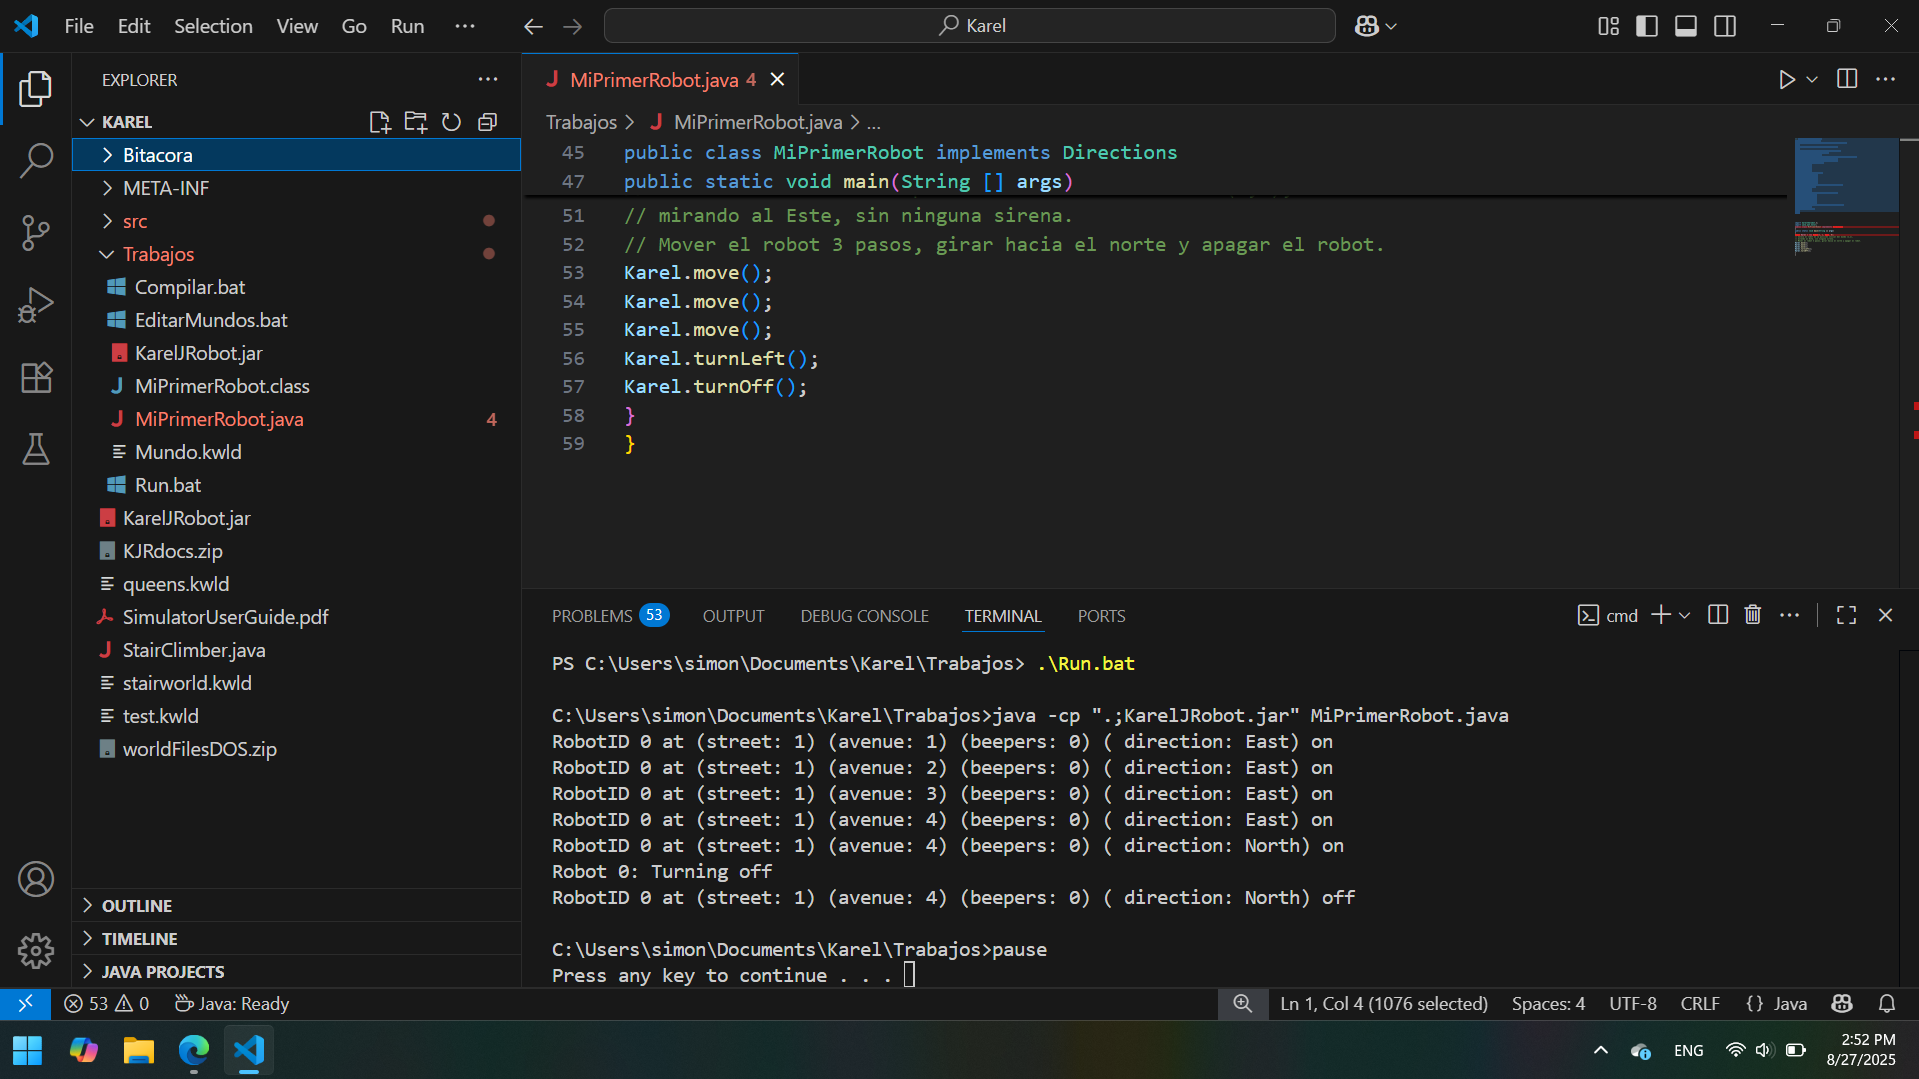 File Edit Selection View Go Run ...
Karel
EXPLORER
KAREL
Bitacora
META-INF
src
Trabajos
Compilar.bat
EditarMundos.bat
KarelJRobot.jar
MiPrimerRobot.class
MiPrimerRobot.java 4
Mundo.kwld
Run.bat
KarelJRobot.jar
KJRdocs.zip
queens.kwld
SimulatorUserGuide.pdf
StairClimber.java
stairworld.kwld
test.kwld
worldFilesDOS.zip
OUTLINE
TIMELINE
JAVA PROJECTS
MiPrimerRobot.java 4
Trabajos > MiPrimerRobot.java > ...
45 public class MiPrimerRobot implements Directions
47 public static void main(String [] args)
51 // mirando al Este, sin ninguna sirena.
52 // Mover el robot 3 pasos, girar hacia el norte y apagar el robot.
53 Karel.move();
54 Karel.move();
55 Karel.move();
56 Karel.turnLeft();
57 Karel.turnOff();
58 }
59 }
PROBLEMS 53 OUTPUT DEBUG CONSOLE TERMINAL PORTS
cmd
PS C:\Users\simon\Documents\Karel\Trabajos> .\Run.bat
C:\Users\simon\Documents\Karel\Trabajos>java -cp ".;KarelJRobot.jar" MiPrimerRobot.java
RobotID 0 at (street: 1) (avenue: 1) (beepers: 0) ( direction: East) on
RobotID 0 at (street: 1) (avenue: 2) (beepers: 0) ( direction: East) on
RobotID 0 at (street: 1) (avenue: 3) (beepers: 0) ( direction: East) on
RobotID 0 at (street: 1) (avenue: 4) (beepers: 0) ( direction: East) on
RobotID 0 at (street: 1) (avenue: 4) (beepers: 0) ( direction: North) on
Robot 0: Turning off
RobotID 0 at (street: 1) (avenue: 4) (beepers: 0) ( direction: North) off
C:\Users\simon\Documents\Karel\Trabajos>pause
Press any key to continue . . .
53 0 Java: Ready
Ln 1, Col 4 (1076 selected) Spaces: 4 UTF-8 CRLF {} Java
ENG
2:52 PM
8/27/2025